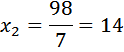 x₂ = 98/7 = 14